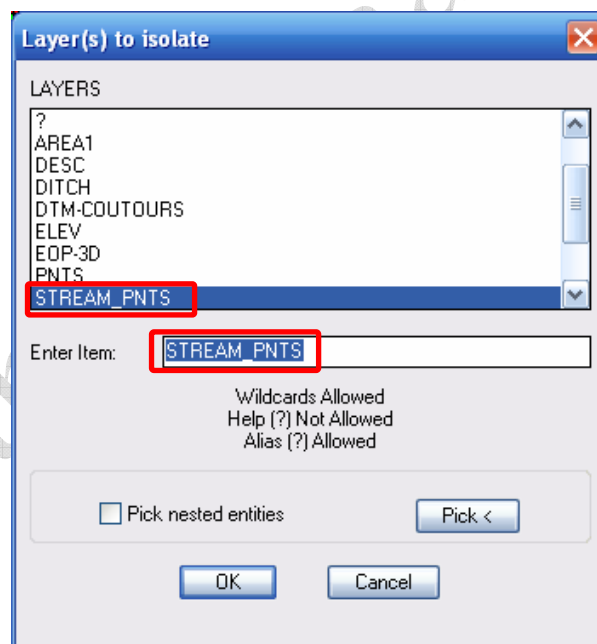 Layer(s) to isolate
LAYERS
?
AREA1
DESC
DITCH
DTM-COUTOURS
ELEV
EOP-3D
PNTS
STREAM_PNTS
Enter Item: STREAM_PNTS
Wildcards Allowed
Help (?) Not Allowed
Alias (?) Allowed
Pick nested entities
Pick <
OK
Cancel